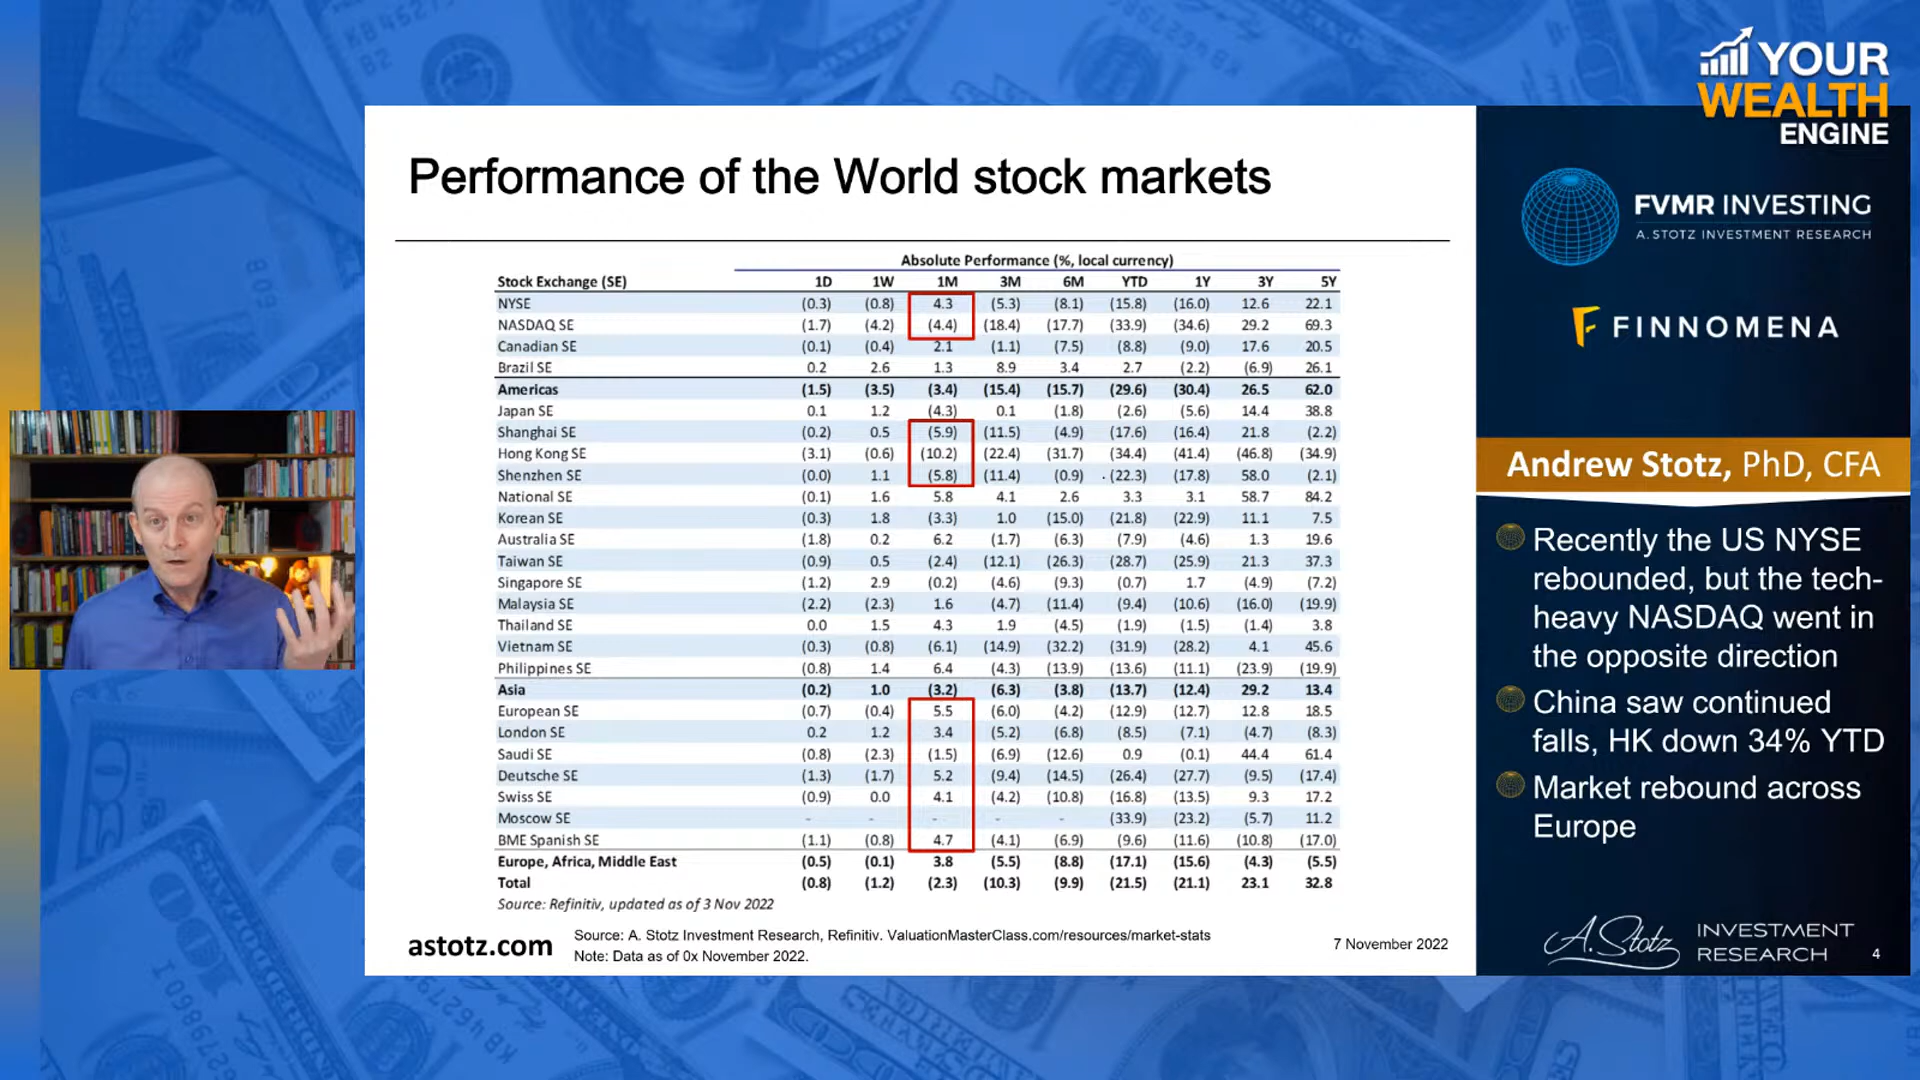 YOUR
WEALTH
ENGINE
Performance of the World stock markets
Absolute Performance (%, local currency)
Stock Exchange (SE) 1D 1W 1M 3M 6M YTD 1Y 3Y 5Y
NYSE (0.3) (0.8) 4.3 (5.3) (8.1) (15.8) (16.0) 12.6 22.1
NASDAQ SE (1.7) (4.2) (4.4) (18.4) (17.7) (33.9) (34.6) 29.2 69.3
Canadian SE (0.1) (0.4) 2.1 (1.1) (7.5) (8.8) (9.0) 17.6 20.5
Brazil SE 0.2 2.6 1.3 8.9 3.4 2.7 (2.2) (6.9) 26.1
Americas (1.5) (3.5) (3.4) (15.4) (15.7) (29.6) (30.4) 26.5 62.0
Japan SE 0.1 1.2 (4.3) 0.1 (1.8) (2.6) (5.6) 14.4 38.8
Shanghai SE (0.2) 0.5 (5.9) (11.5) (4.9) (17.6) (16.4) 21.8 (2.2)
Hong Kong SE (3.1) (0.6) (10.2) (22.4) (31.7) (34.4) (41.4) (46.8) (34.9)
Shenzhen SE (0.0) 1.1 (5.8) (11.4) (0.9) (22.3) (17.8) 58.0 (2.1)
National SE (0.1) 1.6 5.8 4.1 2.6 3.3 3.1 58.7 84.2
Korean SE (0.3) 1.8 (3.3) 1.0 (15.0) (21.8) (22.9) 11.1 7.5
Australia SE (1.8) 0.2 6.2 (1.7) (6.3) (7.9) (4.6) 1.3 19.6
Taiwan SE (0.9) 0.5 (2.4) (12.1) (26.3) (28.7) (25.9) 21.3 37.3
Singapore SE (1.2) 2.9 (0.2) (4.6) (9.3) (0.7) 1.7 (4.9) (7.2)
Malaysia SE (2.2) (2.3) 1.6 (4.7) (11.4) (9.4) (10.6) (16.0) (19.9)
Thailand SE 0.0 1.5 4.3 1.9 (4.5) (1.9) (1.5) (1.4) 3.8
Vietnam SE (0.3) (0.8) (6.1) (14.9) (32.2) (31.9) (28.2) 4.1 45.6
Philippines SE (0.8) 1.4 6.4 (4.3) (13.9) (13.6) (11.1) (23.9) (19.9)
Asia (0.2) 1.0 (3.2) (6.3) (3.8) (13.7) (12.4) 29.2 13.4
European SE (0.7) (0.4) 5.5 (6.0) (4.2) (12.9) (12.7) 12.8 18.5
London SE 0.2 1.2 3.4 (5.2) (6.8) (8.5) (7.1) (4.7) (8.3)
Saudi SE (0.8) (2.3) (1.5) (6.9) (12.6) 0.9 (0.1) 44.4 61.4
Deutsche SE (1.3) (1.7) 5.2 (9.4) (14.5) (26.4) (27.7) (9.5) (17.4)
Swiss SE (0.9) 0.0 4.1 (4.2) (10.8) (16.8) (13.5) 9.3 17.2
Moscow SE - - - - - (33.9) (23.2) (5.7) 11.2
BME Spanish SE (1.1) (0.8) 4.7 (4.1) (6.9) (9.6) (11.6) (10.8) (17.0)
Europe, Africa, Middle East (0.5) (0.1) 3.8 (5.5) (8.8) (17.1) (15.6) (4.3) (5.5)
Total (0.8) (1.2) (2.3) (10.3) (9.9) (21.5) (21.1) 23.1 32.8
Source: Refinitiv, updated as of 3 Nov 2022
astotz.com
Source: A. Stotz Investment Research, Refinitiv. ValuationMasterClass.com/resources/market-stats
Note: Data as of 0x November 2022.
7 November 2022
FVMR INVESTING
A. STOTZ INVESTMENT RESEARCH
FINNOMENA
Andrew Stotz, PhD, CFA
Recently the US NYSE
rebounded, but the tech-
heavy NASDAQ went in
the opposite direction
China saw continued
falls, HK down 34% YTD
Market rebound across
Europe
A. Stotz INVESTMENT
RESEARCH
4